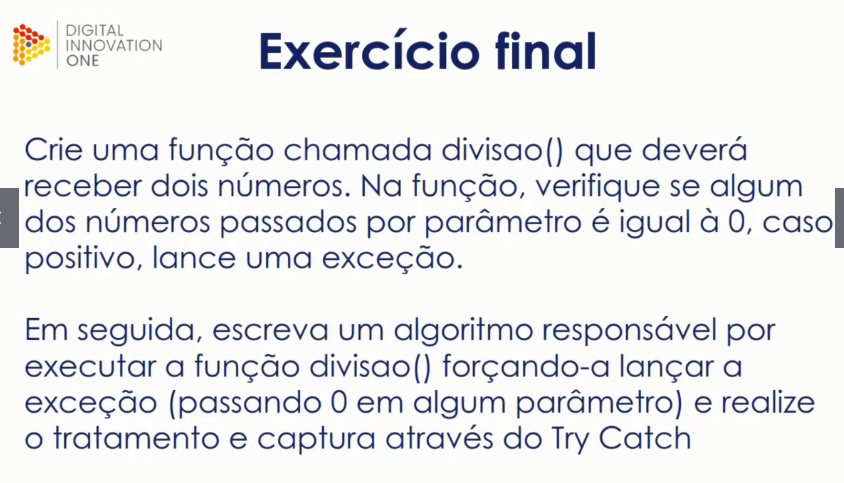 DIGITAL
INNOVATION
ONE
Exercício final
Crie uma função chamada divisao() que deverá
receber dois números. Na função, verifique se algum
dos números passados por parâmetro é igual à 0, caso
positivo, lance uma exceção.
Em seguida, escreva um algoritmo responsável por
executar a função divisao() forçando-a lançar a
exceção (passando 0 em algum parâmetro) e realize
o tratamento e captura através do Try Catch